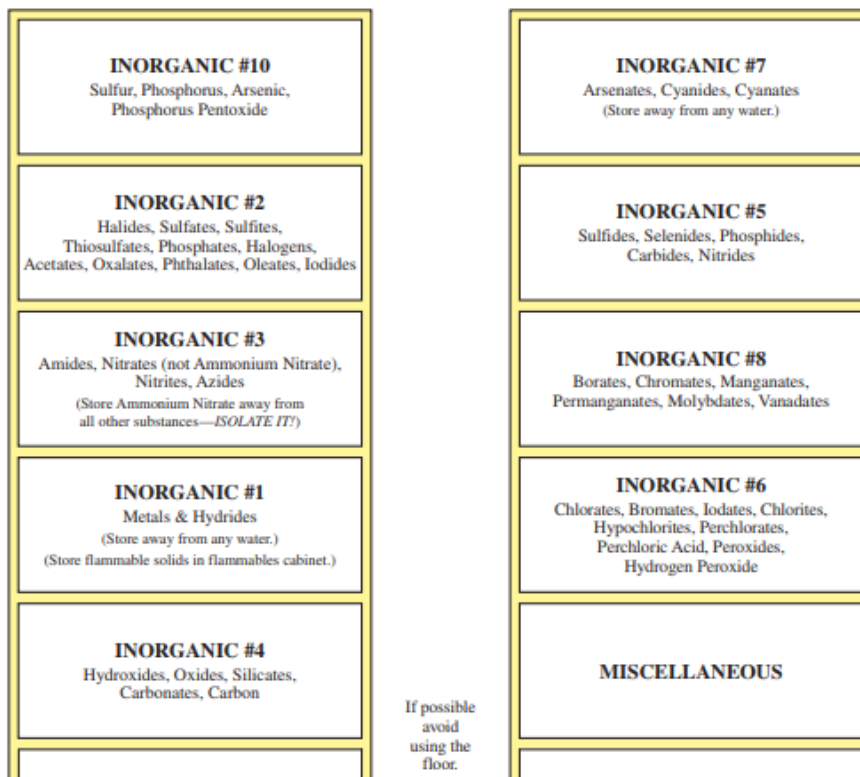 INORGANIC #10
Sulfur, Phosphorus, Arsenic,
Phosphorus Pentoxide
INORGANIC #2
Halides, Sulfates, Sulfites,
Thiosulfates, Phosphates, Halogens,
Acetates, Oxalates, Phthalates, Oleates, Iodides
INORGANIC #3
Amides, Nitrates (not Ammonium Nitrate),
Nitrites, Azides
(Store Ammonium Nitrate away from
all other substances—ISOLATE IT!)
INORGANIC #1
Metals & Hydrides
(Store away from any water.)
(Store flammable solids in flammables cabinet.)
INORGANIC #4
Hydroxides, Oxides, Silicates,
Carbonates, Carbon
If possible
avoid
using the
floor.
INORGANIC #7
Arsenates, Cyanides, Cyanates
(Store away from any water.)
INORGANIC #5
Sulfides, Selenides, Phosphides,
Carbides, Nitrides
INORGANIC #8
Borates, Chromates, Manganates,
Permanganates, Molybdates, Vanadates
INORGANIC #6
Chlorates, Bromates, Iodates, Chlorites,
Hypochlorites, Perchlorates,
Perchloric Acid, Peroxides,
Hydrogen Peroxide
MISCELLANEOUS